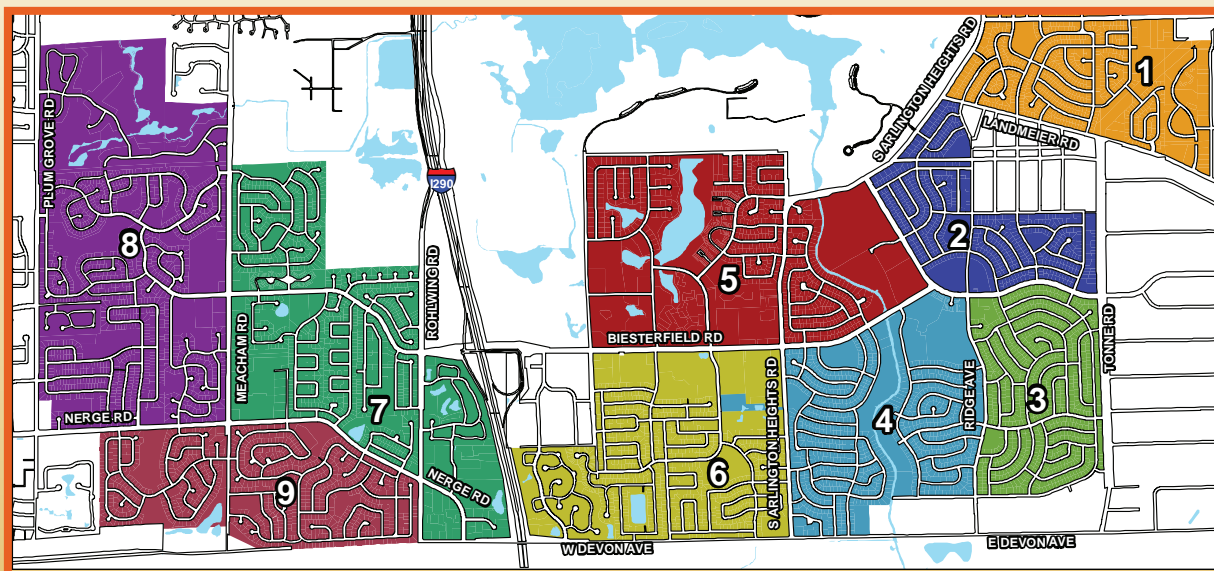 1
S ARLINGTON HEIGHTS RD
LANDMEIER RD
PLUM GROVE RD
I290
8
2
ROHLWING RD
5
MEACHAM RD
BIESTERFIELD RD
TONNE RD
S ARLINGTON HEIGHTS RD
RIDGE AVE
3
NERGE RD
7
4
6
9
NERGE RD
W DEVON AVE
E DEVON AVE